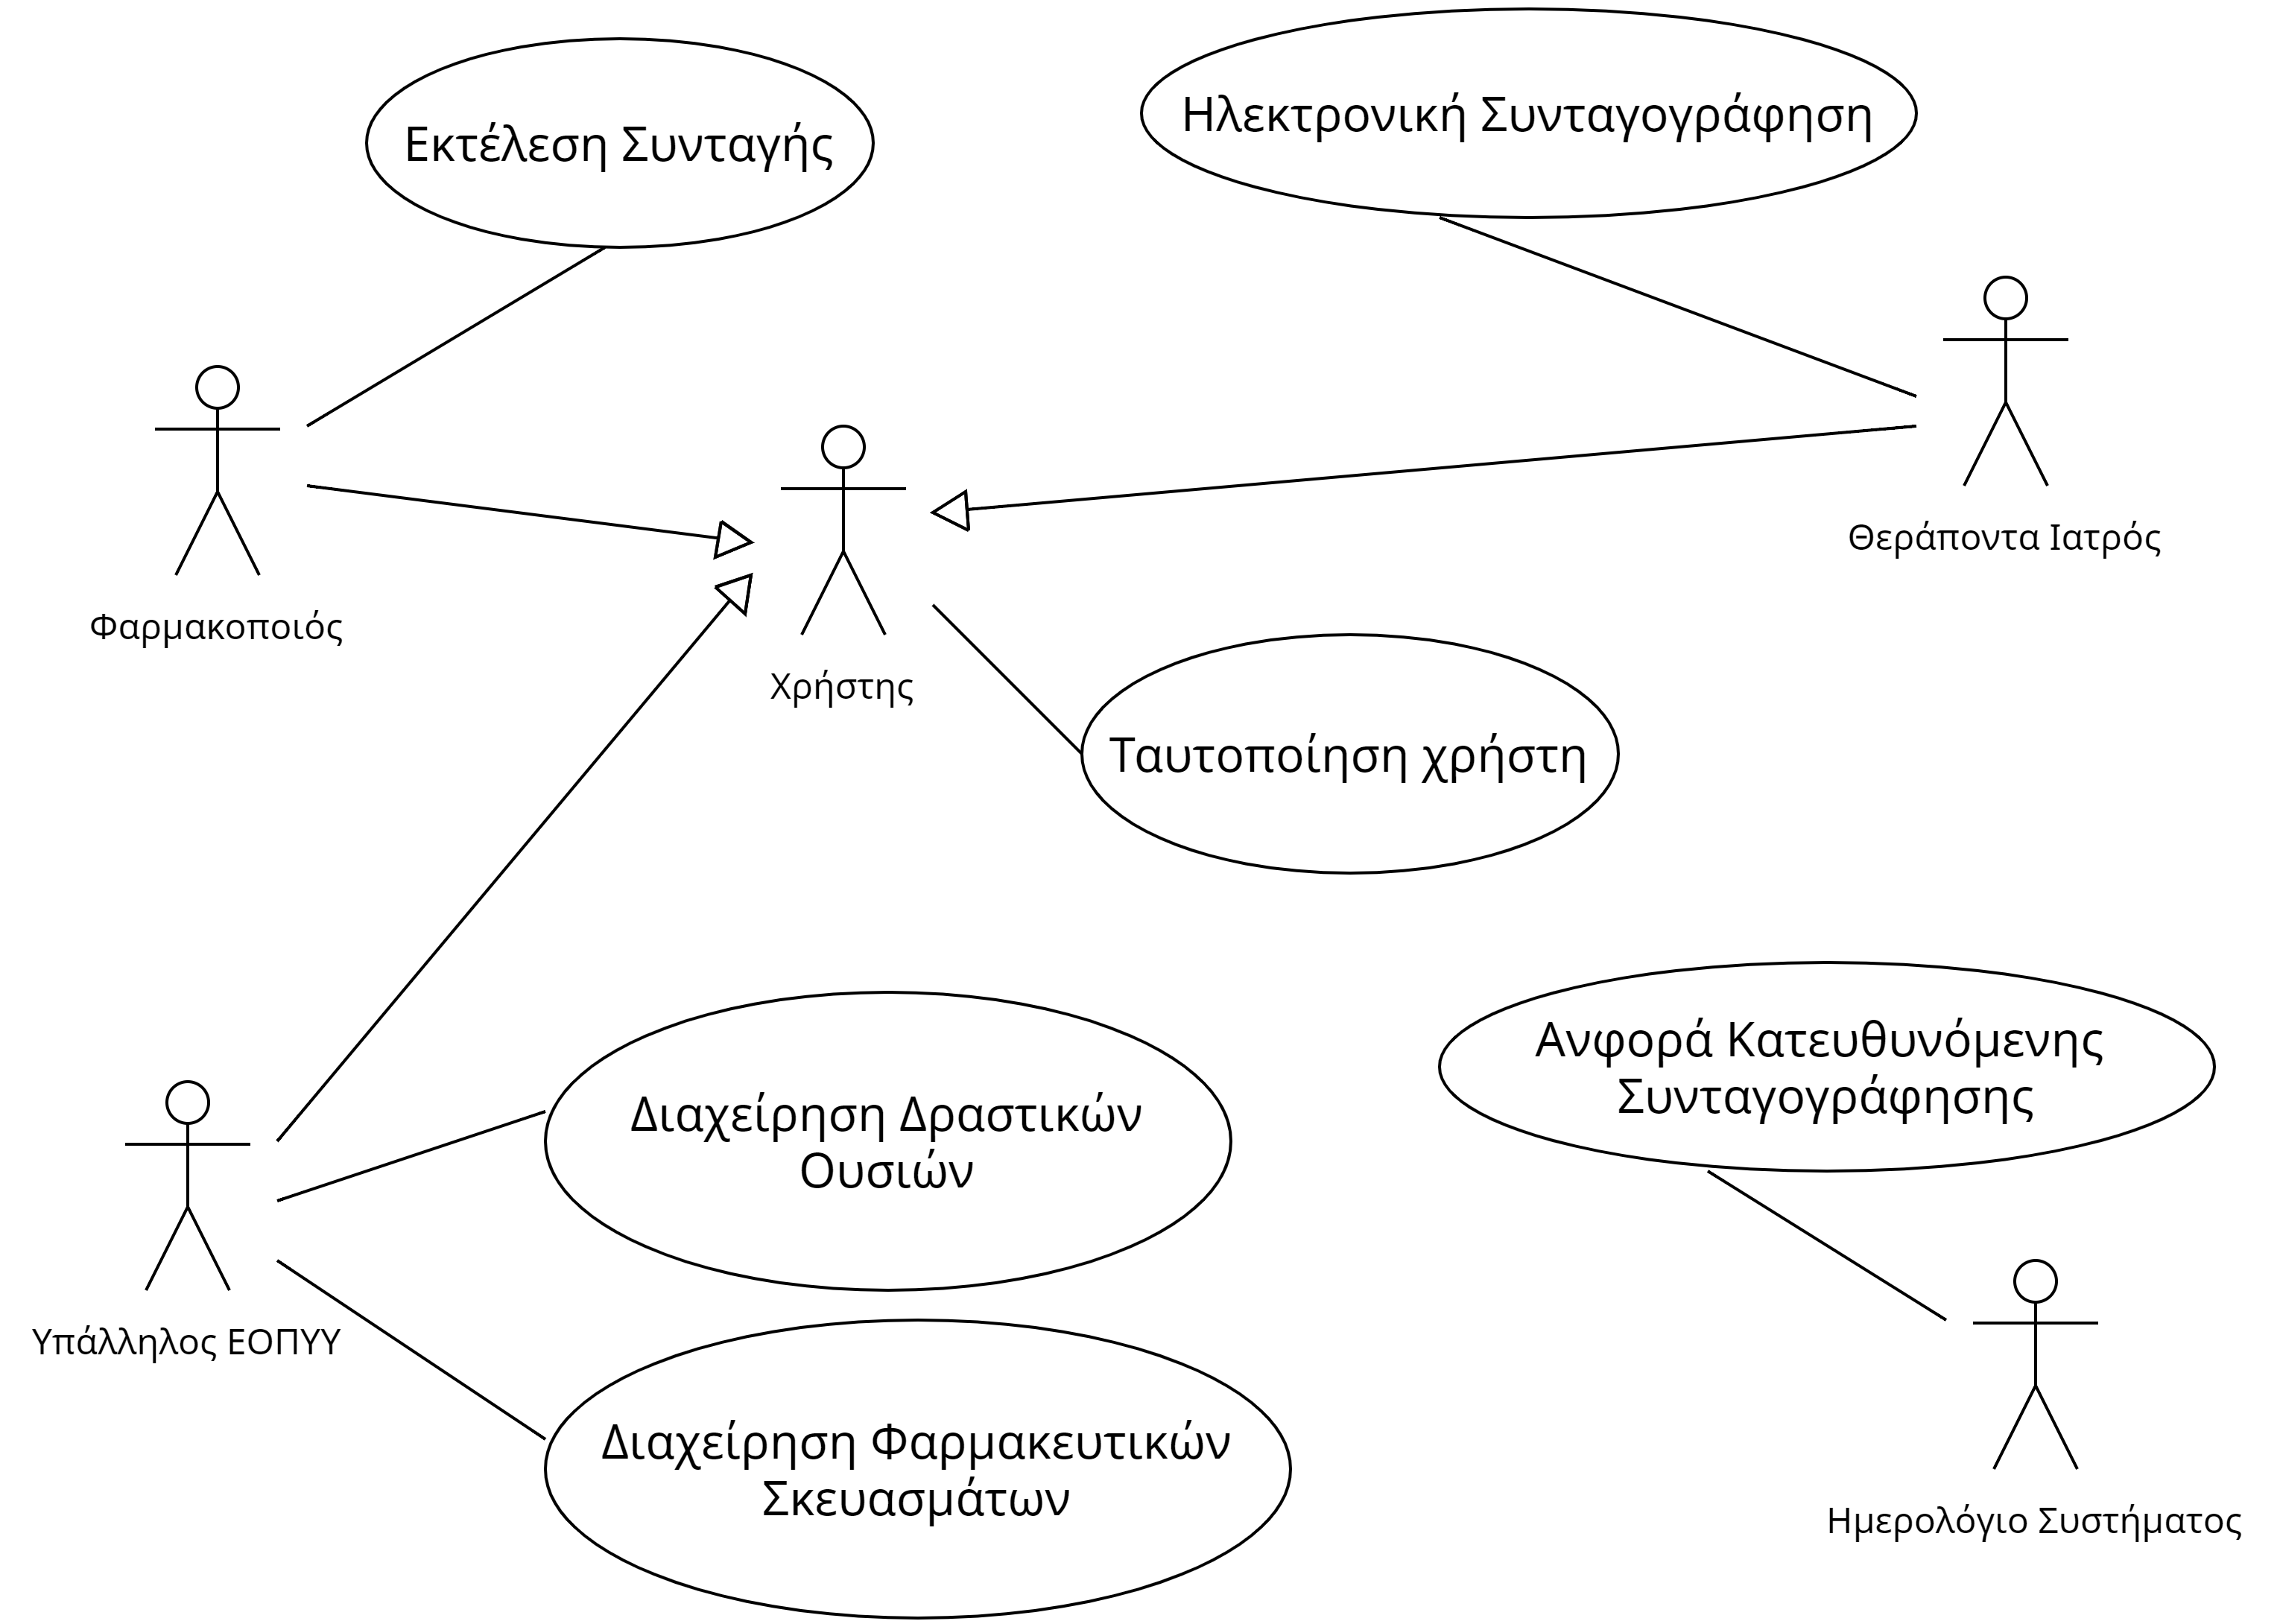 Εκτέλεση Συνταγής
Ηλεκτρονική Συνταγογράφηση
Φαρμακοποιός
Χρήστης
Θεράποντα Ιατρός
Ταυτοποίηση χρήστη
Υπάλληλος ΕΟΠΥΥ
Διαχείρηση Δραστικών
Ουσιών
Ανφορά Κατευθυνόμενης
Συνταγογράφησης
Διαχείρηση Φαρμακευτικών
Σκευασμάτων
Ημερολόγιο Συστήματος